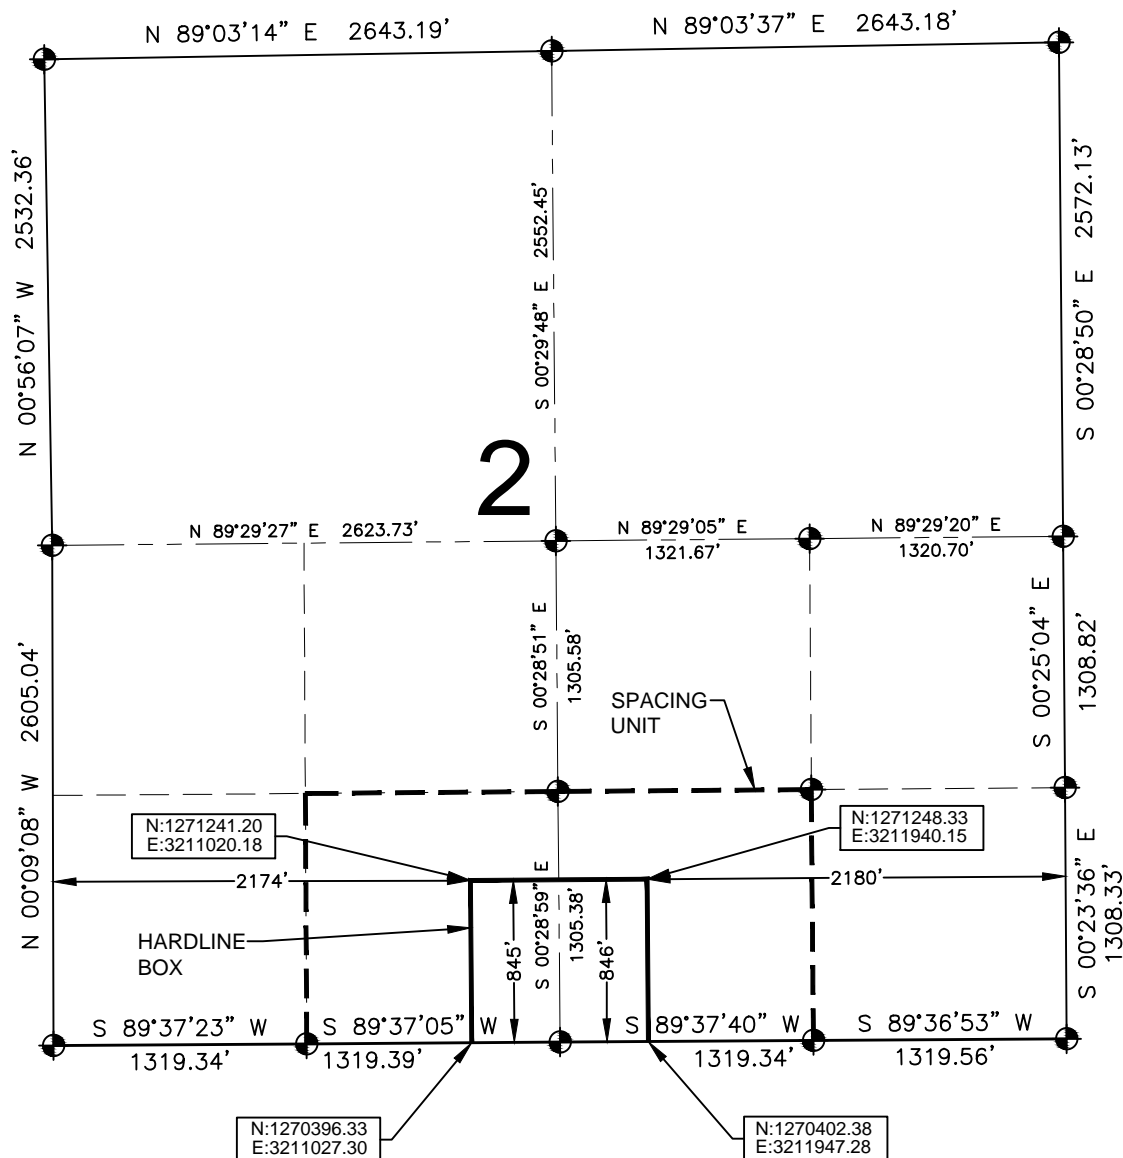 N 89°03'14" E 2643.19'
N 89°03'37" E 2643.18'
N 00°56'07" W 2532.36'
S 00°29'48" E 2552.45'
S 00°28'50" E 2572.13'
2
N 89°29'27" E 2623.73'
N 89°29'05" E
1321.67'
N 89°29'20" E
1320.70'
N 00°09'08" W 2605.04'
S 00°28'51" E
1305.58'
S 00°25'04" E
1308.82'
SPACING
UNIT
N:1271241.20
E:3211020.18
N:1271248.33
E:3211940.15
2174'
2180'
HARDLINE
BOX
845'
S 00°28'59" E
1305.38'
846'
S 00°23'36" E
1308.33'
S 89°37'23" W
1319.34'
S 89°37'05" W
1319.39'
S 89°37'40" W
1319.34'
S 89°36'53" W
1319.56'
N:1270396.33
E:3211027.30
N:1270402.38
E:3211947.28